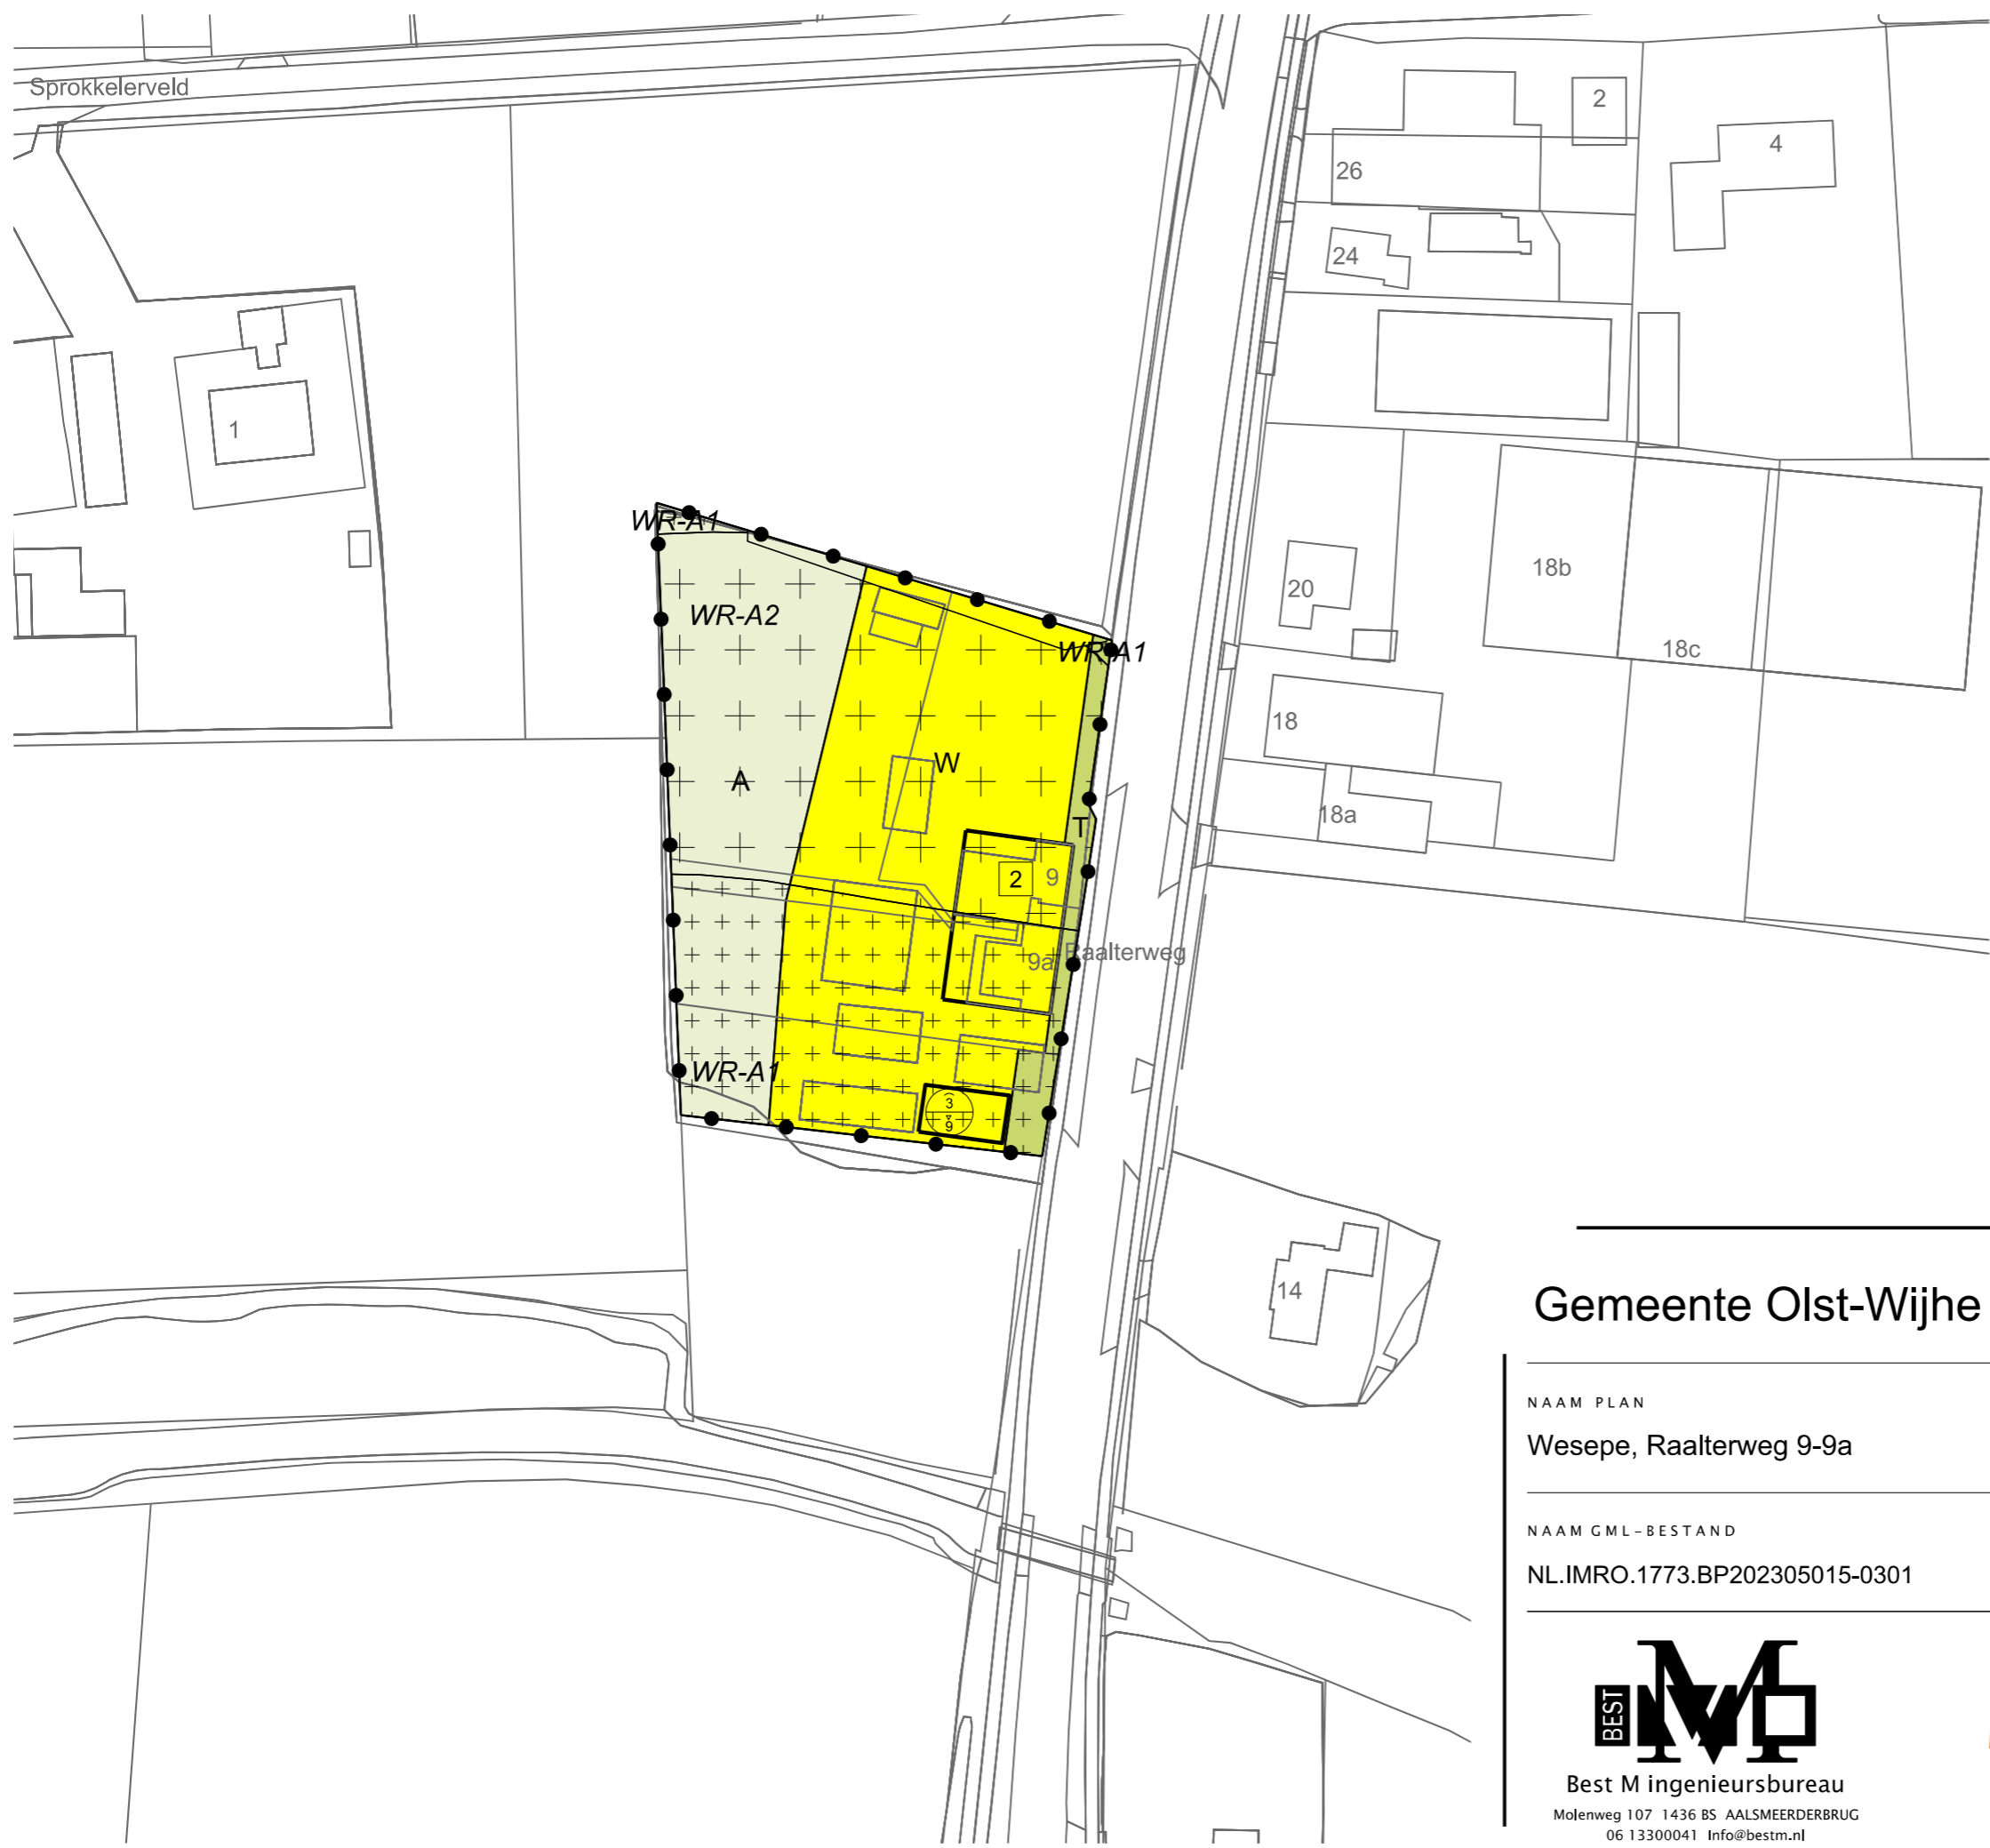 Sprokkelerveld
2
4
26
24
1
WR-A1
18b
20
WR-A2
18c
WR-A1
18
W
A
18a
T
2
9
9a
Raalterweg
WR-A1
3
9
14
Gemeente Olst-Wijhe
NAAM PLAN
Wesepe, Raalterweg 9-9a
NAAM GML-BESTAND
NL.IMRO.1773.BP202305015-0301
BEST
M
Best M ingenieursbureau
Molenweg 107 1436 BS AALSMEERDERBRUG
06 13300041 Info@bestm.nl